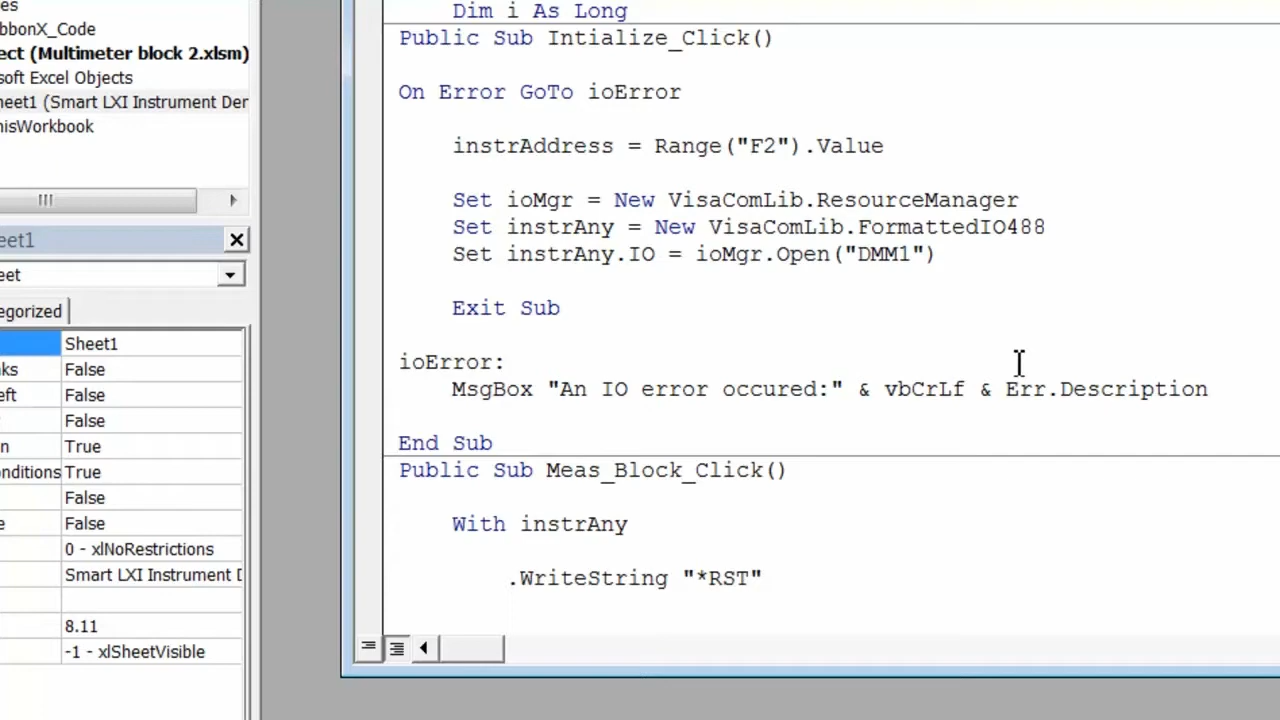 es
bbonX_Code
ect (Multimeter block 2.xlsm)
soft Excel Objects
heet1 (Smart LXI Instrument Der
hisWorkbook
eet1
eet
egorized
Sheet1
ks False
eft False
False
n True
onditions True
False
e False
0 - xlNoRestrictions
Smart LXI Instrument D
8.11
-1 - xlSheetVisible
Dim i As Long
Public Sub Intialize_Click()
On Error GoTo ioError
instrAddress = Range("F2").Value
Set ioMgr = New VisaComLib.ResourceManager
Set instrAny = New VisaComLib.FormattedIO488
Set instrAny.IO = ioMgr.Open("DMM1")
Exit Sub
ioError:
MsgBox "An IO error occured:" & vbCrLf & Err.Description
End Sub
Public Sub Meas_Block_Click()
With instrAny
.WriteString "*RST"